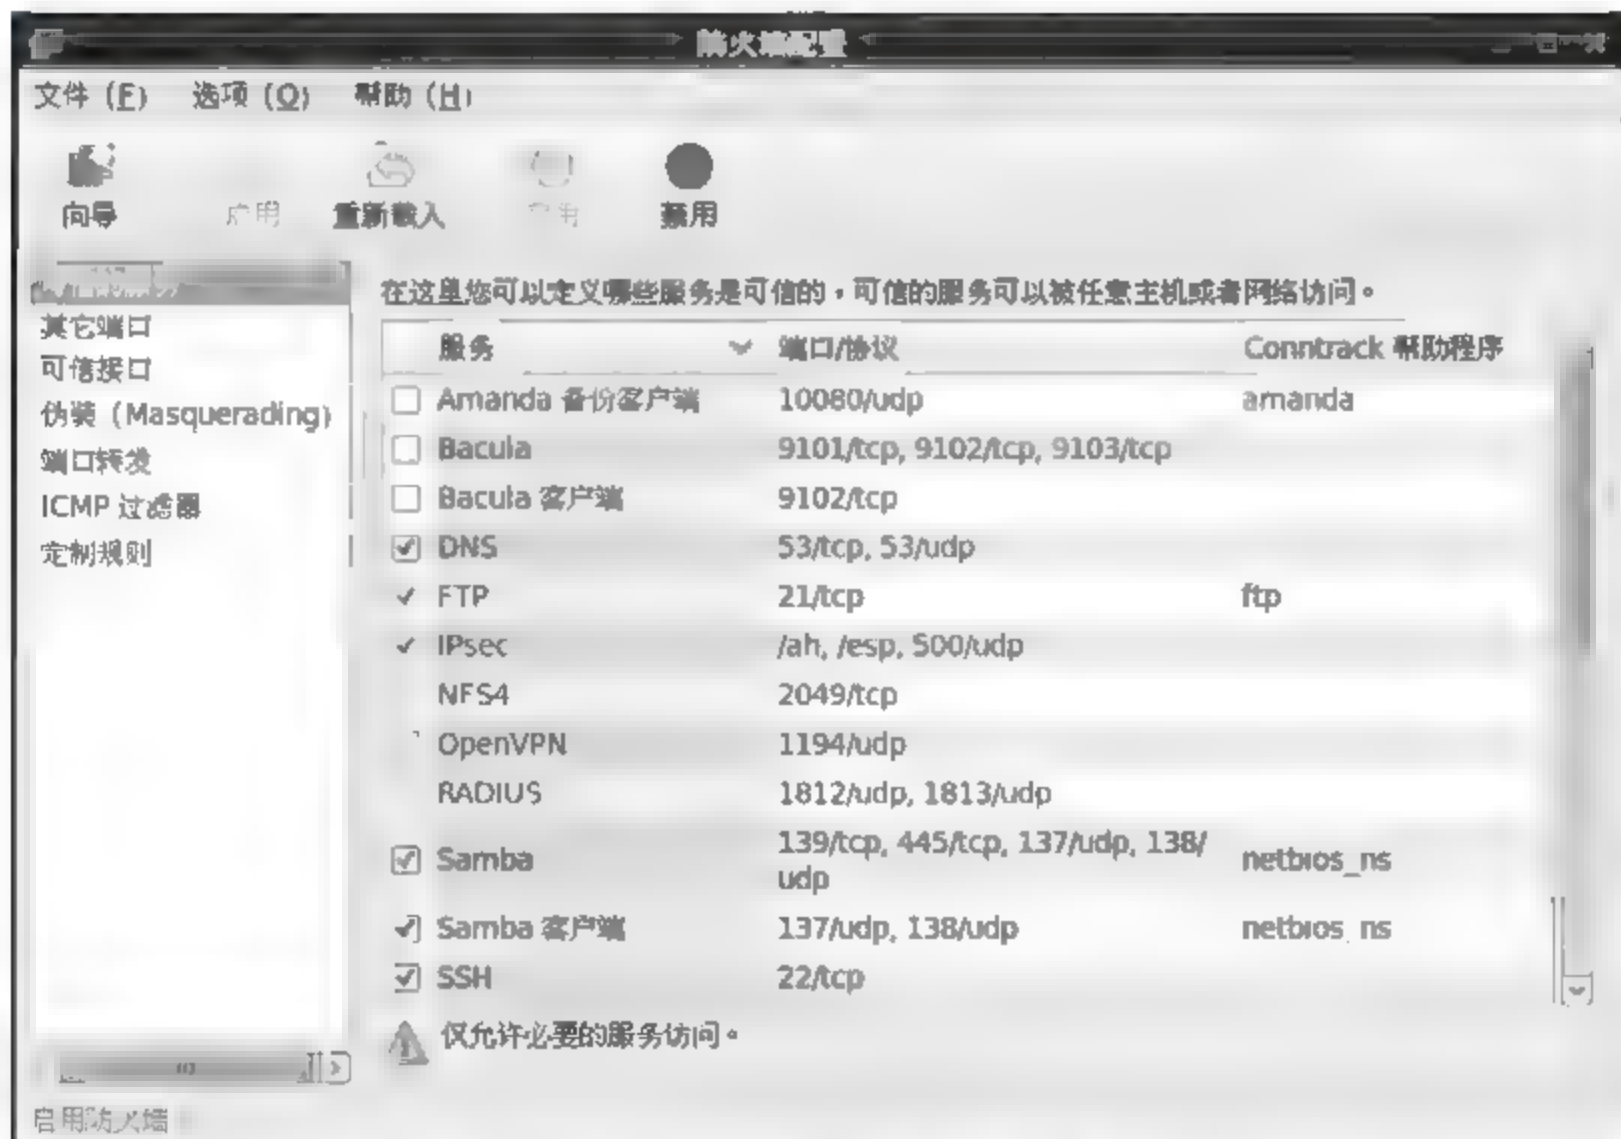 防火墙配置
文件 (F) 选项 (O) 帮助 (H)
向导 启用 重新载入 禁用
其它端口
可信接口
伪装 (Masquerading)
端口转发
ICMP 过滤器
定制规则
在这里您可以定义哪些服务是可信的，可信的服务可以被任意主机或者网络访问。
服务 端口/协议 Conntrack 帮助程序
Amanda 备份客户端 10080/udp amanda
Bacula 9101/tcp, 9102/tcp, 9103/tcp
Bacula 客户端 9102/tcp
DNS 53/tcp, 53/udp
FTP 21/tcp ftp
IPsec /ah, /esp, 500/udp
NFS4 2049/tcp
OpenVPN 1194/udp
RADIUS 1812/udp, 1813/udp
Samba 139/tcp, 445/tcp, 137/udp, 138/ netbios_ns
udp
Samba 客户端 137/udp, 138/udp netbios_ns
SSH 22/tcp
仅允许必要的服务访问。
启用防火墙